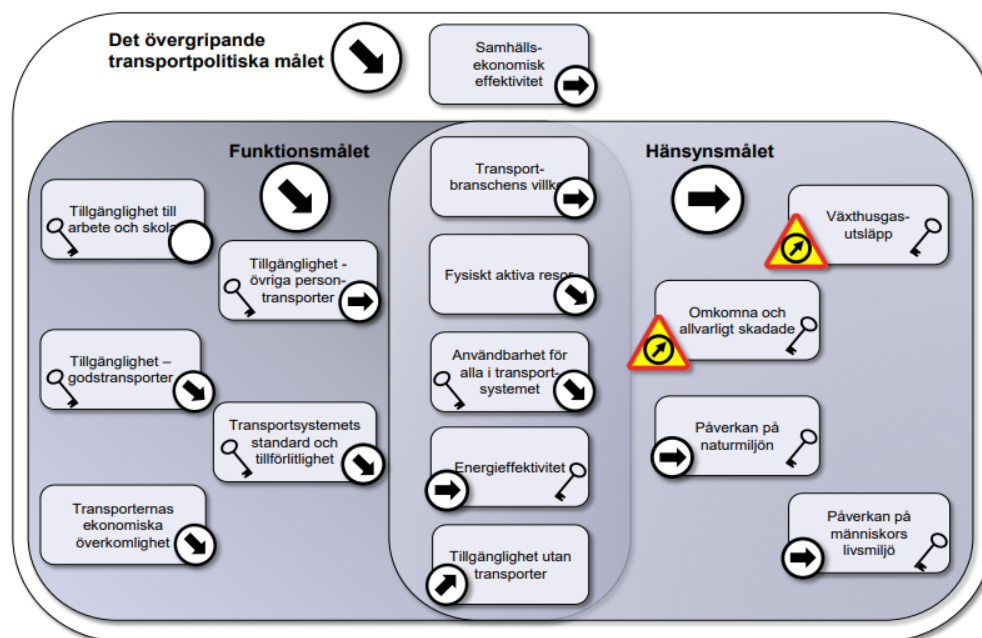 Det övergripande
transportpolitiska målet
Samhälls-
ekonomisk
effektivitet
Funktionsmålet
Hänsynsmålet
Tillgänglighet till
arbete och skola
Tillgänglighet -
övriga person-
transporter
Tillgänglighet –
godstransporter
Transportsystemets
standard och
tillförlitlighet
Transporternas
ekonomiska
överkomlighet
Transport-
branschens villkor
Fysiskt aktiva resor
Användbarhet för
alla i transport-
systemet
Energieffektivitet
Tillgänglighet utan
transporter
Växthusgas-
utsläpp
Omkomna och
allvarligt skadade
Påverkan på
naturmiljön
Påverkan på
människors
livsmiljö